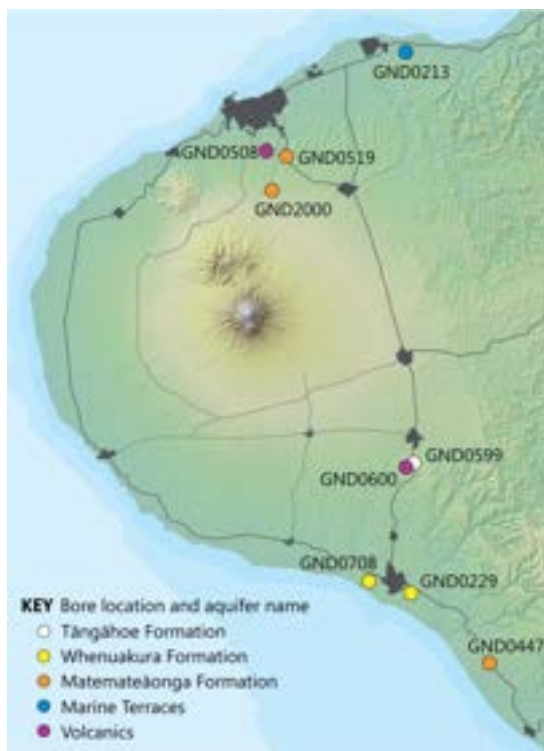 GND0213
GND0508
GND0519
GND2000
GND0599
GND0600
GND0708
GND0229
GND0447
KEY Bore location and aquifer name
Tāngāhoe Formation
Whenuakura Formation
Matemateāonga Formation
Marine Terraces
Volcanics